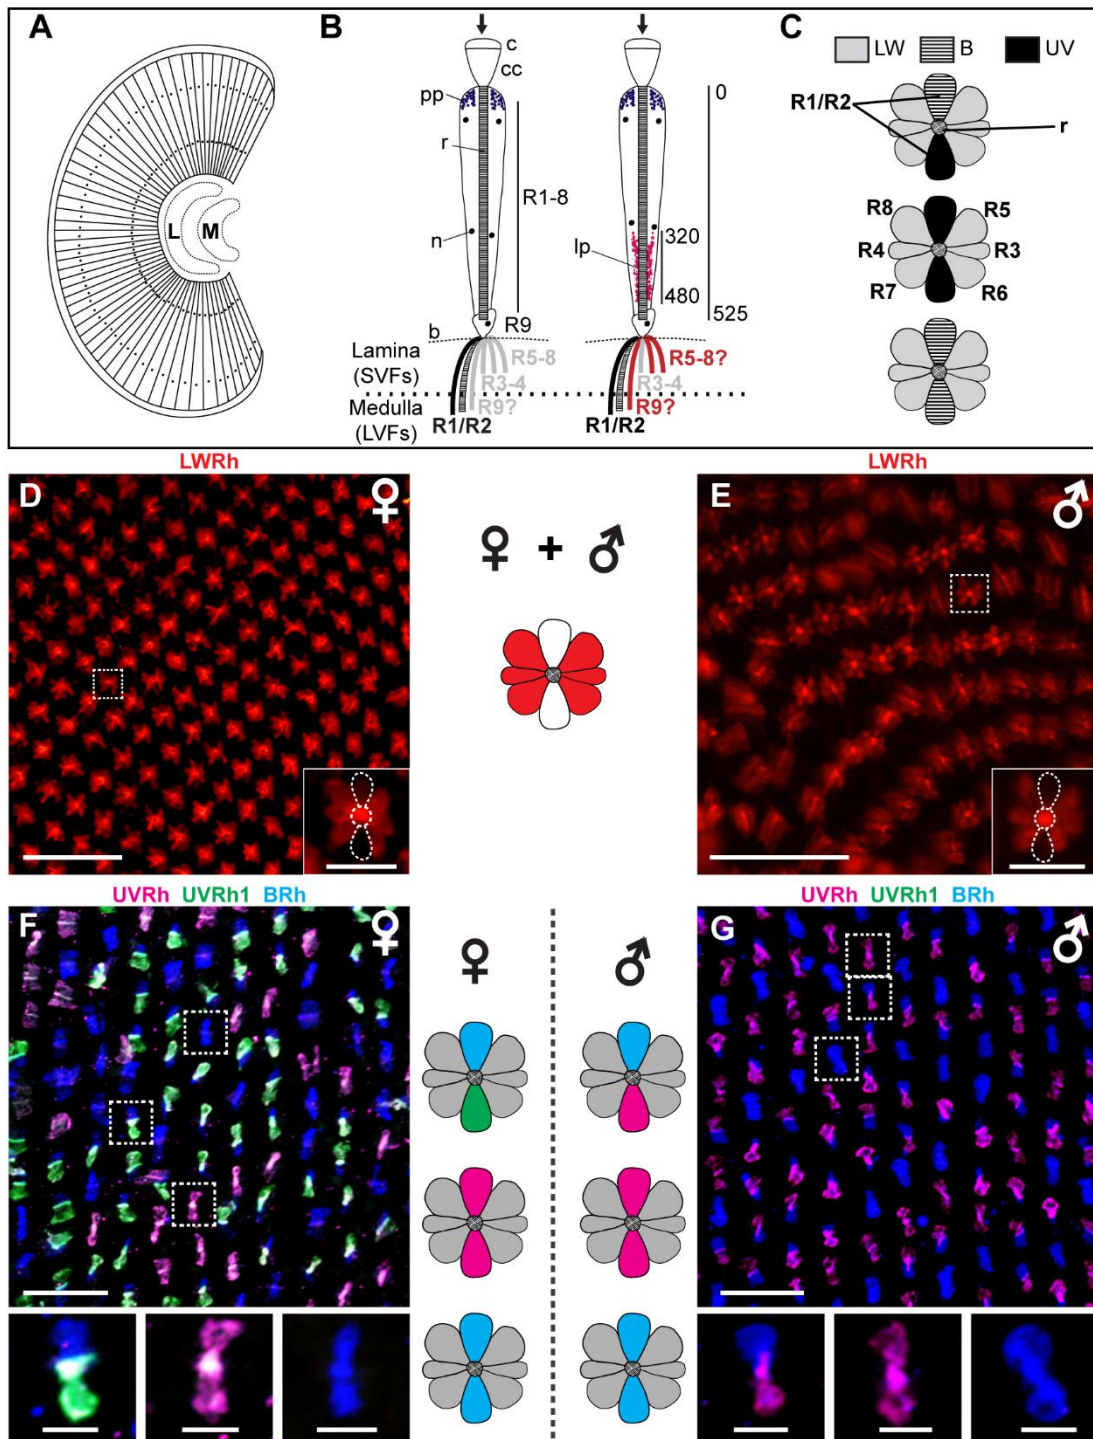 A
L M
B
c
cc
pp
r
R1-8
n
b
R9
Lamina
(SVFs)
R5-8
R3-4
Medulla
(LVFs)
R9?
R1/R2
0
lp
320
480
525
R5-8?
R3-4
R9?
R1/R2
C
LW B UV
R1/R2
r
R8 R5
R4 R3
R7 R6
LWRh
D ♀
♀ + ♂
LWRh
E ♂
UVRh UVRh1 BRh
F ♀
♀ ♂
UVRh UVRh1 BRh
G ♂